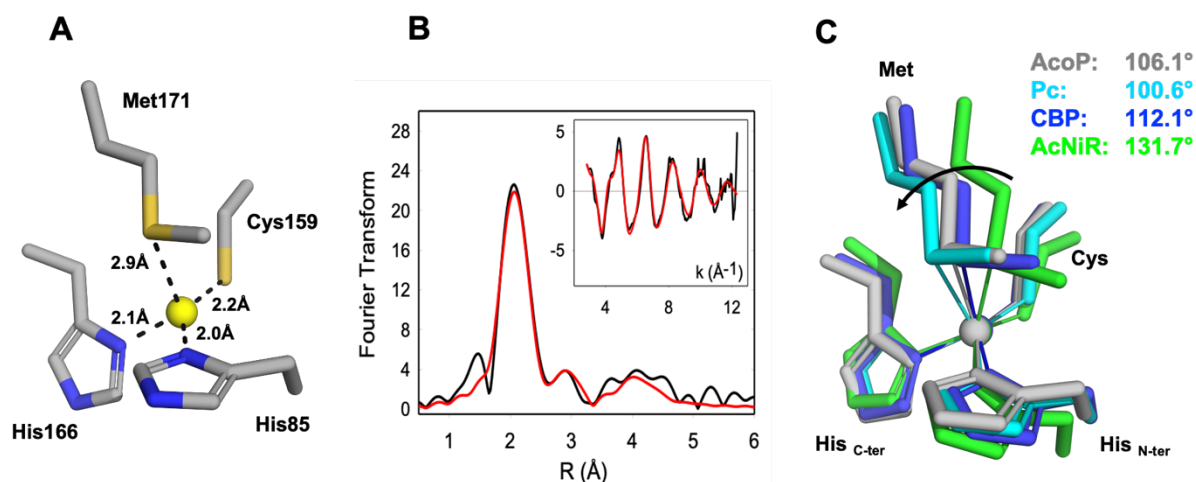 A
Met171
Cys159
2.9Å
2.2Å
2.1Å
2.0Å
His166
His85
B
Fourier Transform
28
24
20
16
12
8
4
0
1 2 3 4 5 6
R (Å)
5
0
-5
k (Å-1)
4 8 12
C
Met
AcoP: 106.1°
Pc: 100.6°
CBP: 112.1°
AcNiR: 131.7°
Cys
His C-ter
His N-ter